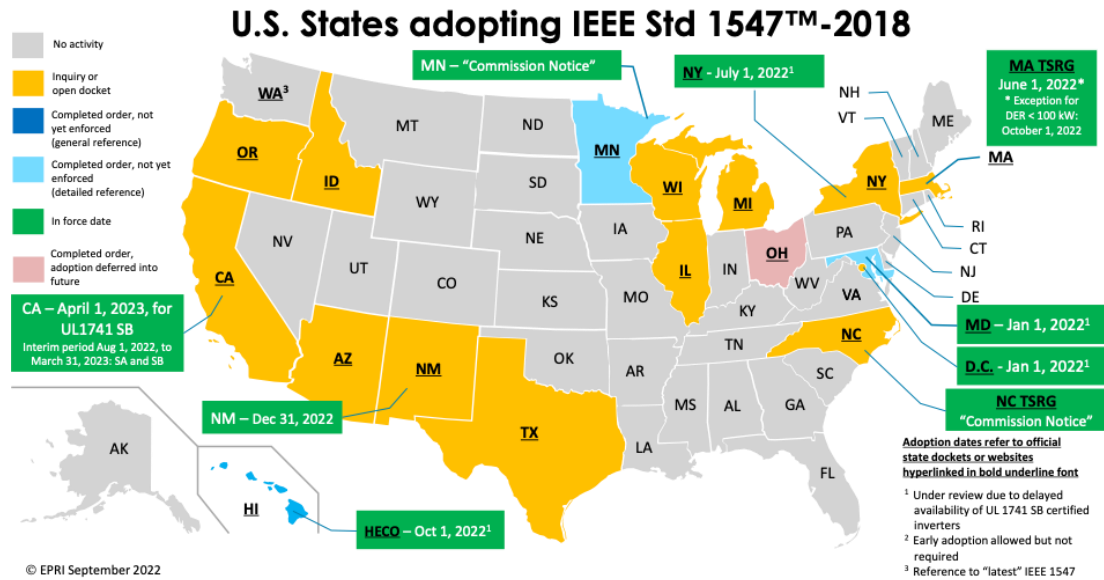 U.S. States adopting IEEE Std 1547™-2018
No activity
Inquiry or
open docket
Completed order, not
yet enforced
(general reference)
Completed order, not yet
enforced
(detailed reference)
In force date
Completed order,
adoption deferred into
future
MN – “Commission Notice”
NY - July 1, 2022¹
MA TSRG
June 1, 2022*
* Exception for
DER < 100 kW:
October 1, 2022
WA³
MT
ND
MN
NH
VT
ME
MA
OR
ID
WY
SD
WI
MI
NY
RI
CT
NJ
DE
NV
UT
CO
NE
IA
IL
IN
OH
PA
WV
VA
CA
KS
MO
KY
CA – April 1, 2023, for
UL1741 SB
Interim period Aug 1, 2022, to
March 31, 2023: SA and SB
MD – Jan 1, 2022¹
D.C. - Jan 1, 2022¹
AZ
NM
OK
AR
TN
NC
SC
NC TSRG
“Commission Notice”
NM – Dec 31, 2022
TX
LA
MS
AL
GA
FL
AK
HI
HECO – Oct 1, 2022¹
Adoption dates refer to official
state dockets or websites
hyperlinked in bold underline font
¹ Under review due to delayed
availability of UL 1741 SB certified
inverters
² Early adoption allowed but not
required
³ Reference to “latest” IEEE 1547
© EPRI September 2022